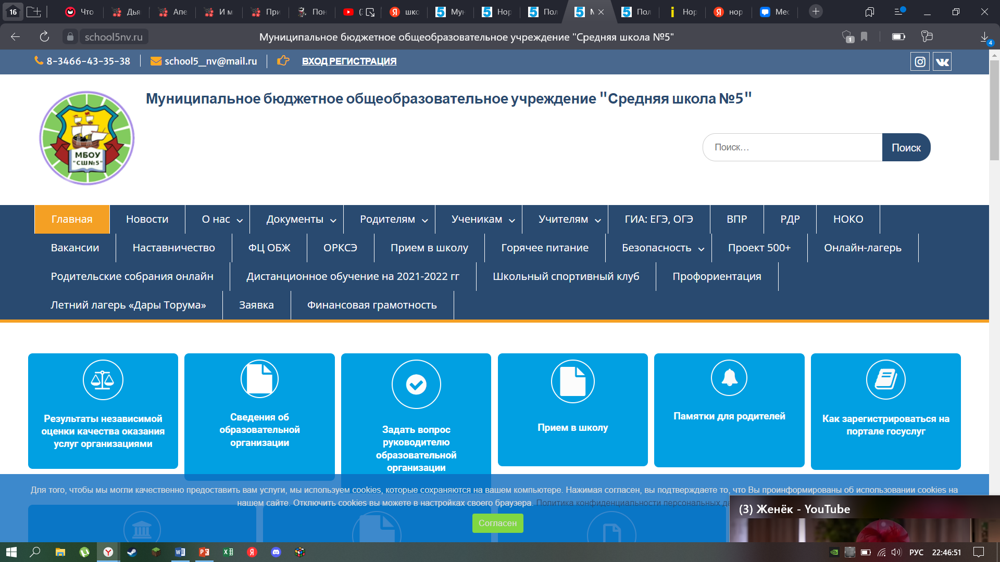 16
Что
Дья
Апе
И м
При
Пон
(3
шко
Мун
Нор
Пол
М
Пол
Нор
нор
Мес
school5nv.ru
Муниципальное бюджетное общеобразовательное учреждение "Средняя школа №5"
1
4
8-3466-43-35-38
school5_nv@mail.ru
ВХОД РЕГИСТРАЦИЯ
Муниципальное бюджетное общеобразовательное учреждение "Средняя школа №5"
МБОУ
"СШ№5"
Поиск…
Поиск
Главная
Новости
О нас
Документы
Родителям
Ученикам
Учителям
ГИА: ЕГЭ, ОГЭ
ВПР
РДР
НОКО
Вакансии
Наставничество
ФЦ ОБЖ
ОРКСЭ
Прием в школу
Горячее питание
Безопасность
Проект 500+
Онлайн-лагерь
Родительские собрания онлайн
Дистанционное обучение на 2021-2022 гг
Школьный спортивный клуб
Профориентация
Летний лагерь «Дары Торума»
Заявка
Финансовая грамотность
Результаты независимой
оценки качества оказания
услуг организациями
Сведения об
образовательной
организации
Задать вопрос
руководителю
образовательной
организации
Прием в школу
Памятки для родителей
Как зарегистрироваться на
портале госуслуг
Для того, чтобы мы могли качественно предоставить вам услуги, мы используем cookies, которые сохраняются на вашем компьютере. Нажимая согласен, вы подтверждаете то, что Вы проинформированы об использовании cookies на
нашем сайте. Отключить cookies вы можете в настройках своего браузера. Политика конфиденциальности персональных да
Согласен
(3) Женёк - YouTube
РУС
22:46:51